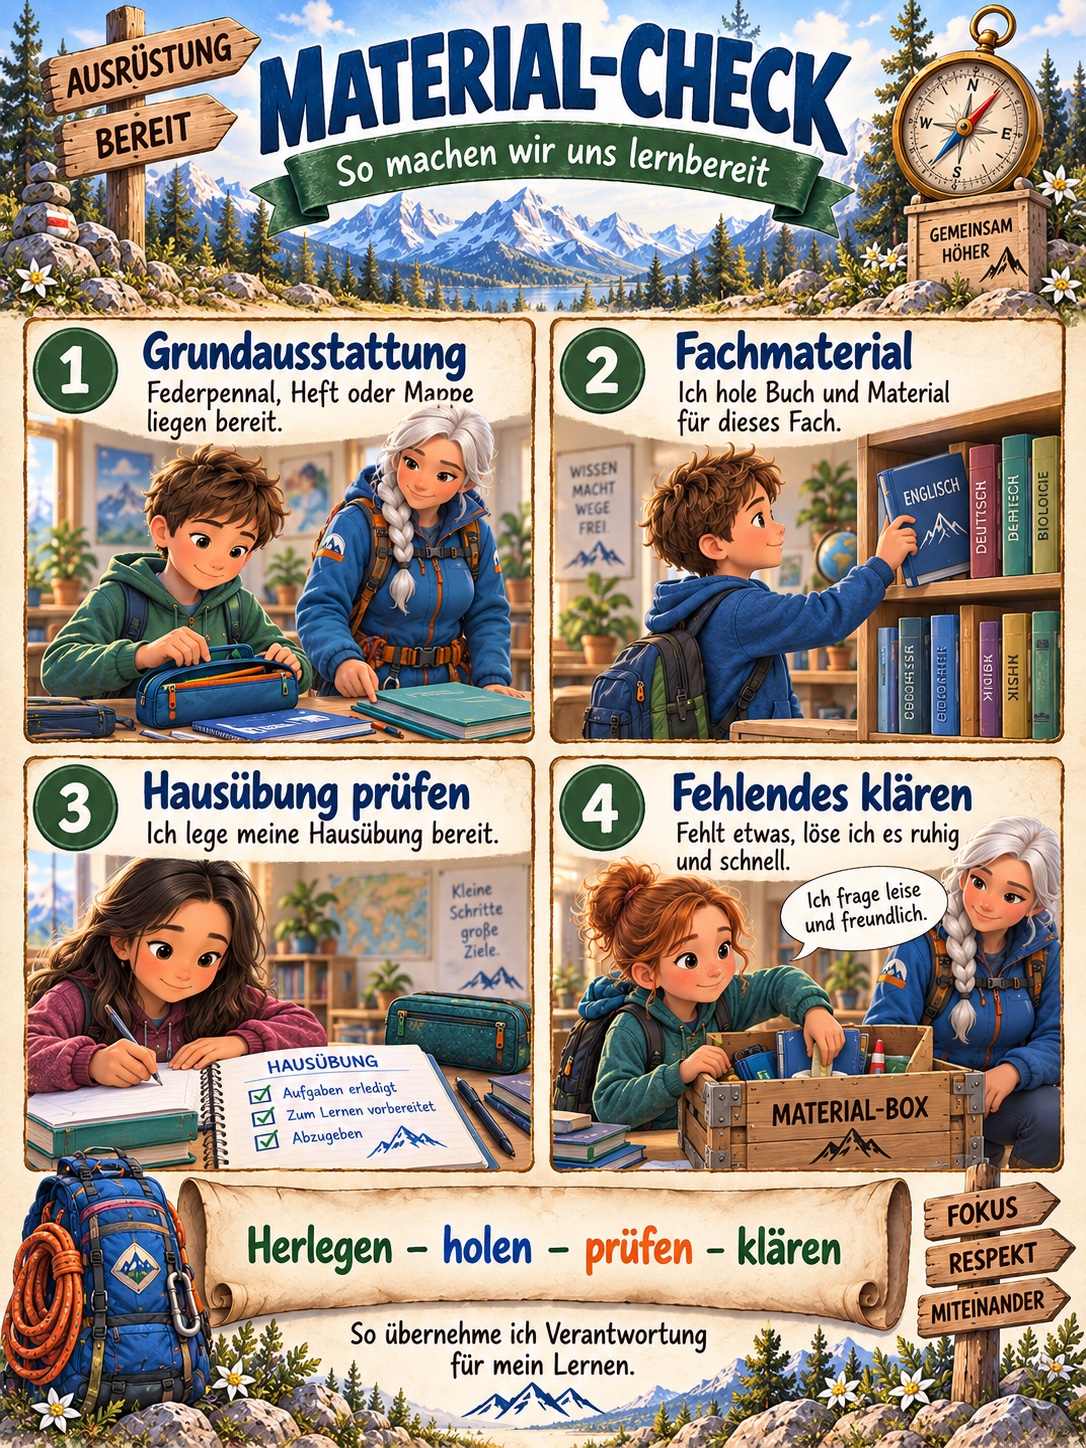 AUSRÜSTUNG
BEREIT
MATERIAL-CHECK
So machen wir uns lernbereit
N
W
E
S
GEMEINSAM
HÖHER
1
Grundausstattung
Federpennal, Heft oder Mappe
liegen bereit.
2
Fachmaterial
Ich hole Buch und Material
für dieses Fach.
WISSEN
MACHT
WEGE
FREI.
ENGLISCH
DEUTSCH
BIOLOGIE
3
Hausübung prüfen
Ich lege meine Hausübung bereit.
Kleine
Schritte
große
Ziele.
HAUSÜBUNG
Aufgaben erledigt
Zum Lernen vorbereitet
Abzugeben
4
Fehlendes klären
Fehlt etwas, löse ich es ruhig
und schnell.
Ich frage leise
und freundlich.
MATERIAL-BOX
Herlegen – holen – prüfen – klären
So übernehme ich Verantwortung
für mein Lernen.
FOKUS
RESPEKT
MITEINANDER